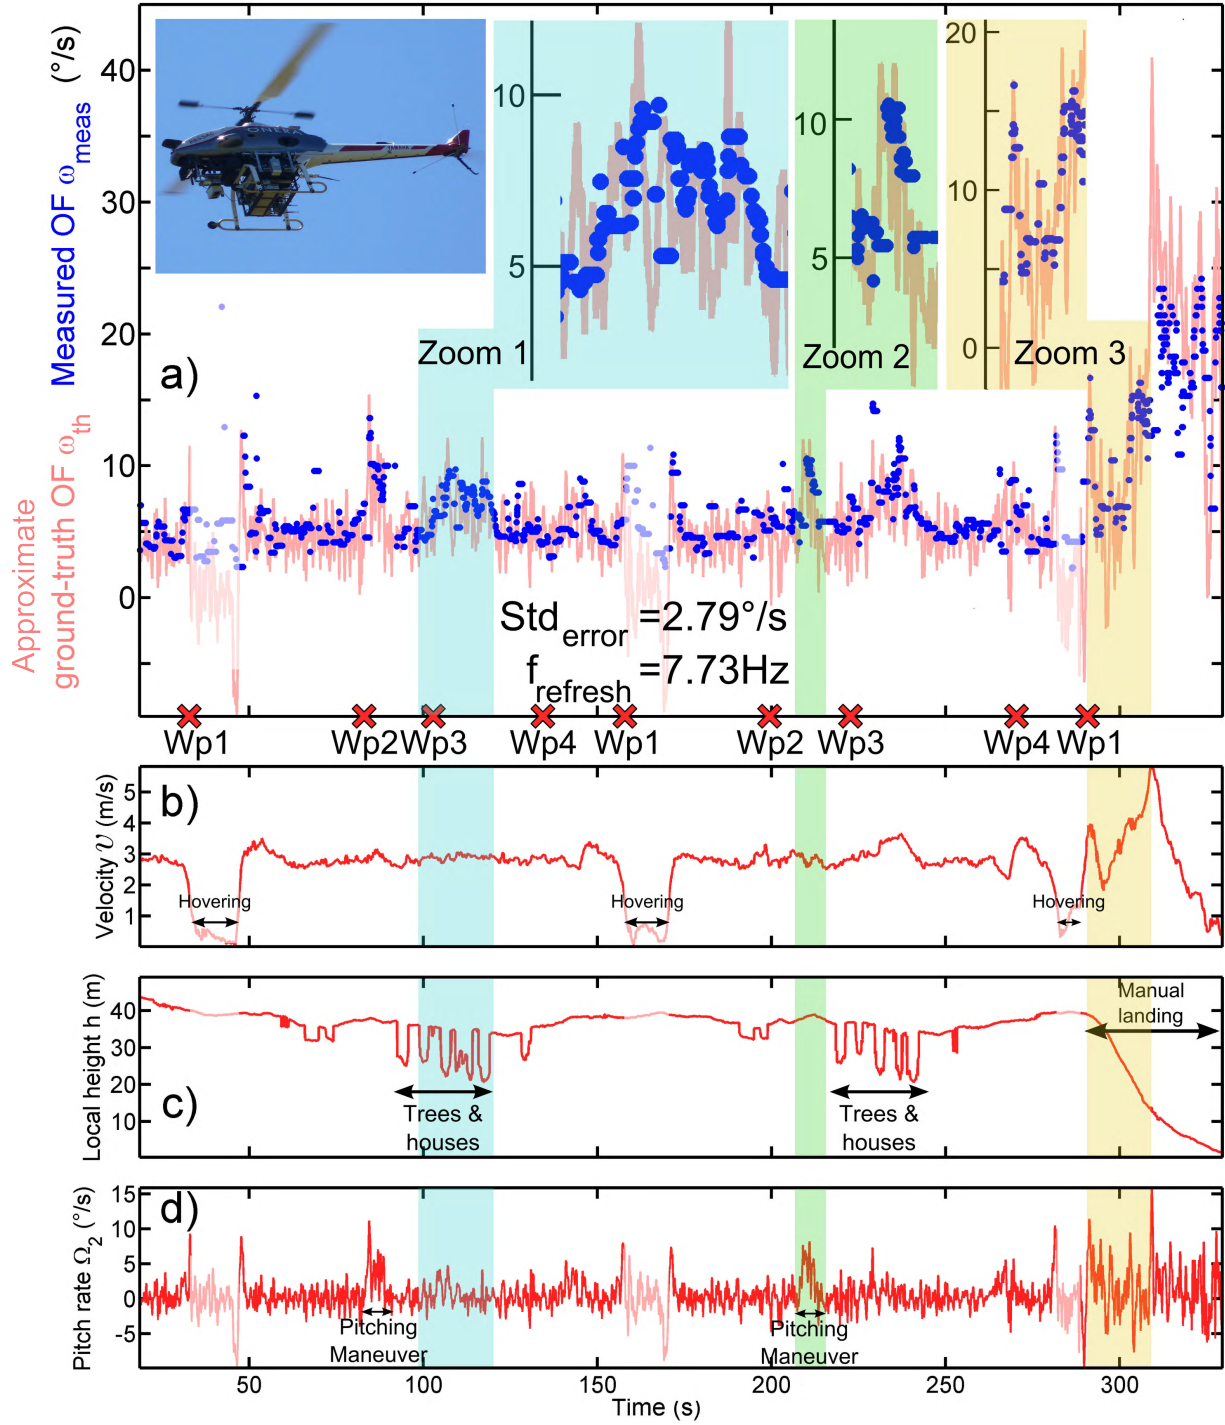 Measured OF ω_meas (°/s)
Approximate
ground-truth OF ω_th
40
30
20
10
0
a)
10
5
Zoom 1
10
5
Zoom 2
20
10
0
Zoom 3
Std_error =2.79°/s
f_refresh =7.73Hz
Wp1 Wp2 Wp3 Wp4 Wp1 Wp2 Wp3 Wp4 Wp1
b)
Velocity υ (m/s)
5
4
3
2
1
Hovering
Hovering
Hovering
c)
Local height h (m)
40
30
20
10
Trees &
houses
Trees &
houses
Manual
landing
d)
Pitch rate Ω_2 (°/s)
15
10
5
0
-5
Pitching
Maneuver
Pitching
Maneuver
50 100 150 200 250 300
Time (s)